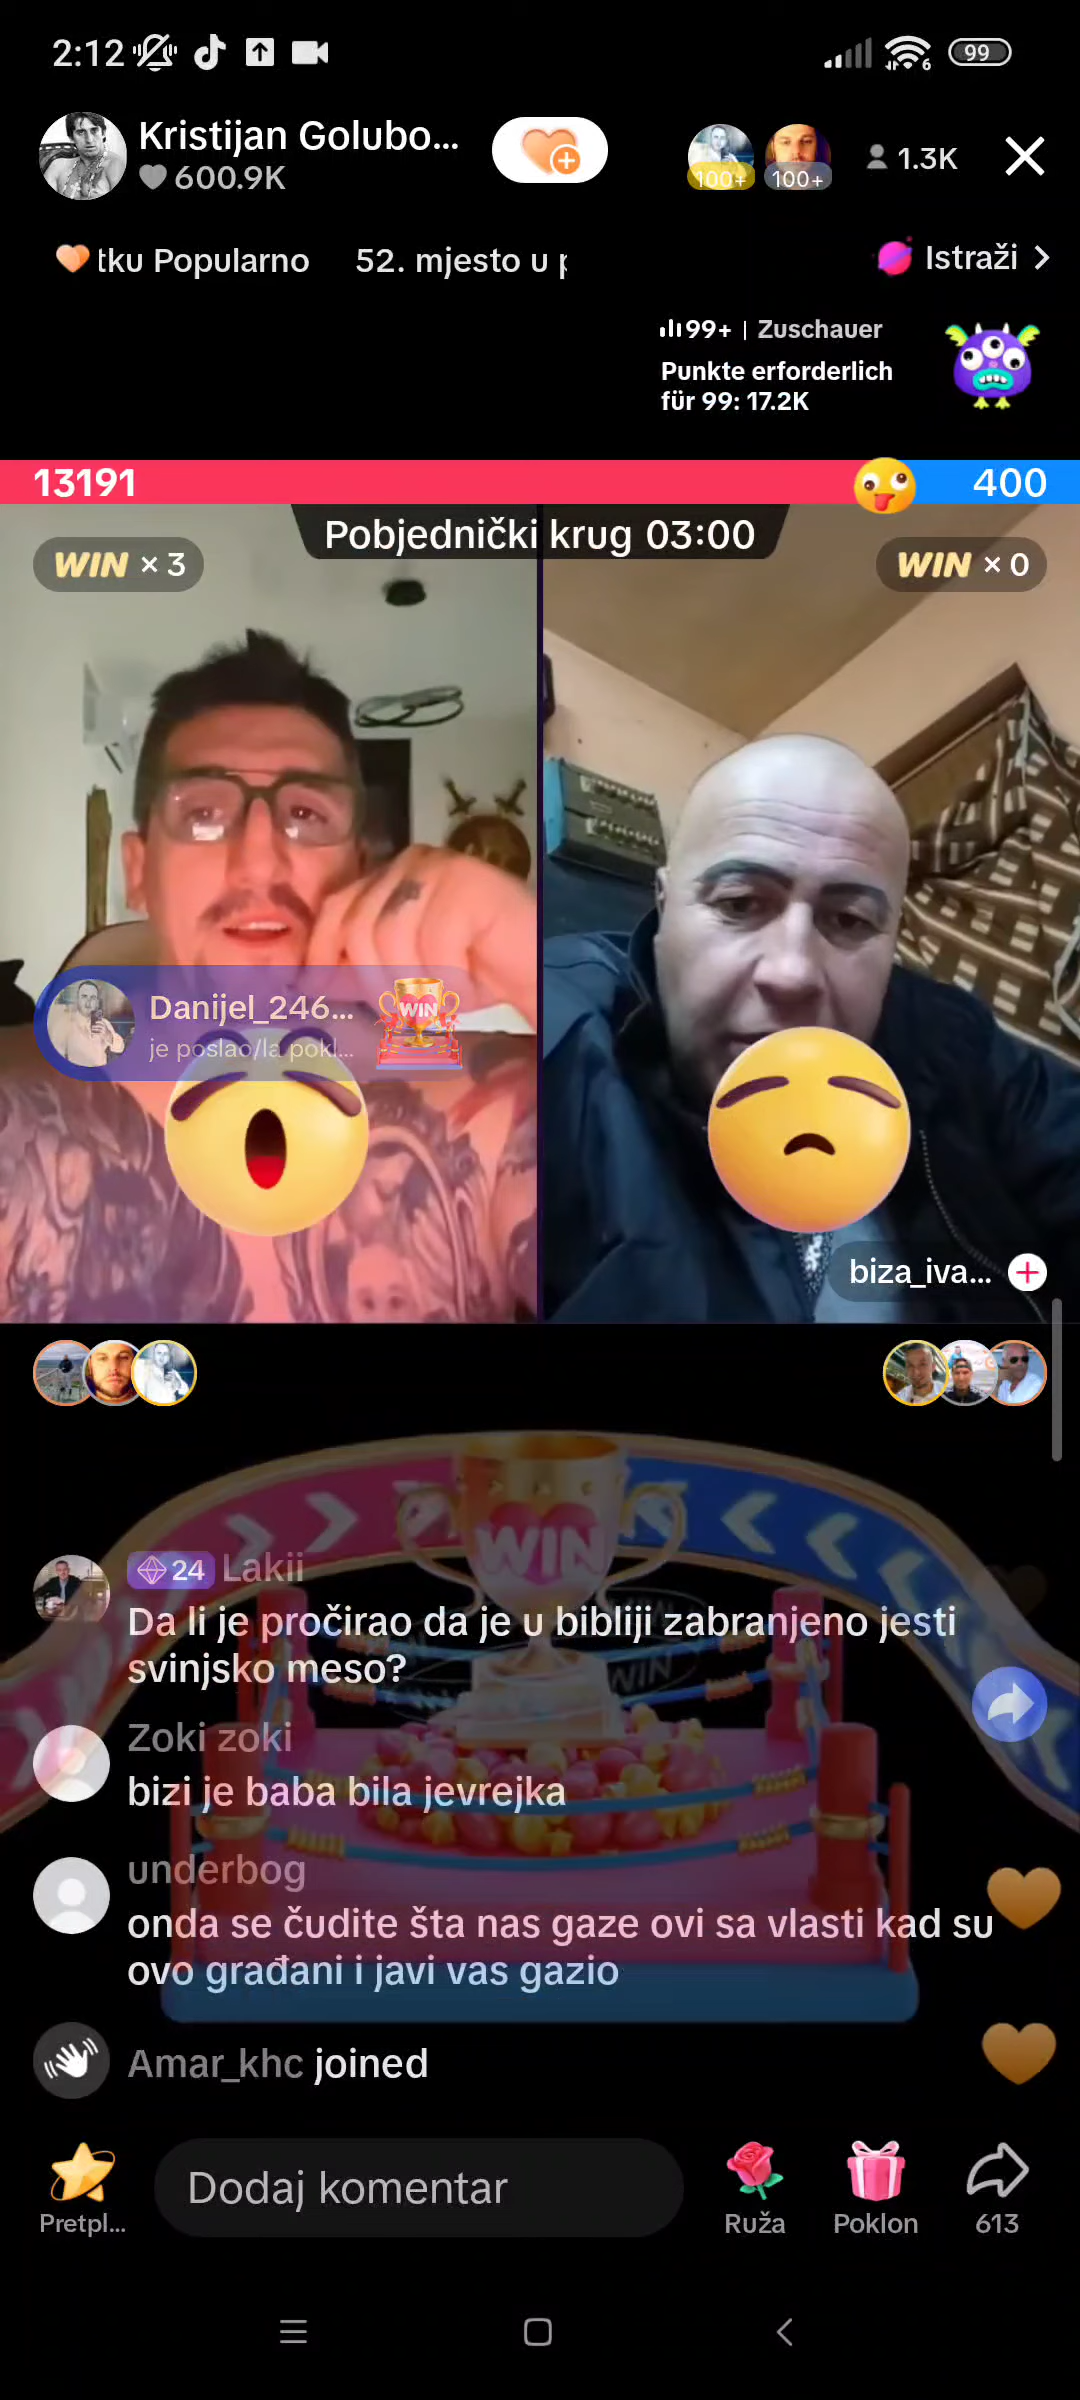 2:12
6
99
Kristijan Golubo...
600.9K
100+
100+
1.3K
tku Popularno
52. mjesto u p
Istraži
99+ | Zuschauer
Punkte erforderlich
für 99: 17.2K
13191
400
Pobjednički krug 03:00
WIN × 3
WIN × 0
Danijel_246...
je poslao/la pokl...
WIN
biza_iva...
WIN
WIN
24 Lakii
Da li je pročirao da je u bibliji zabranjeno jesti
svinjsko meso?
Zoki zoki
bizi je baba bila jevrejka
underbog
onda se čudite šta nas gaze ovi sa vlasti kad su
ovo građani i javi vas gazio
Amar_khc joined
Pretpl...
Dodaj komentar
Ruža
Poklon
613